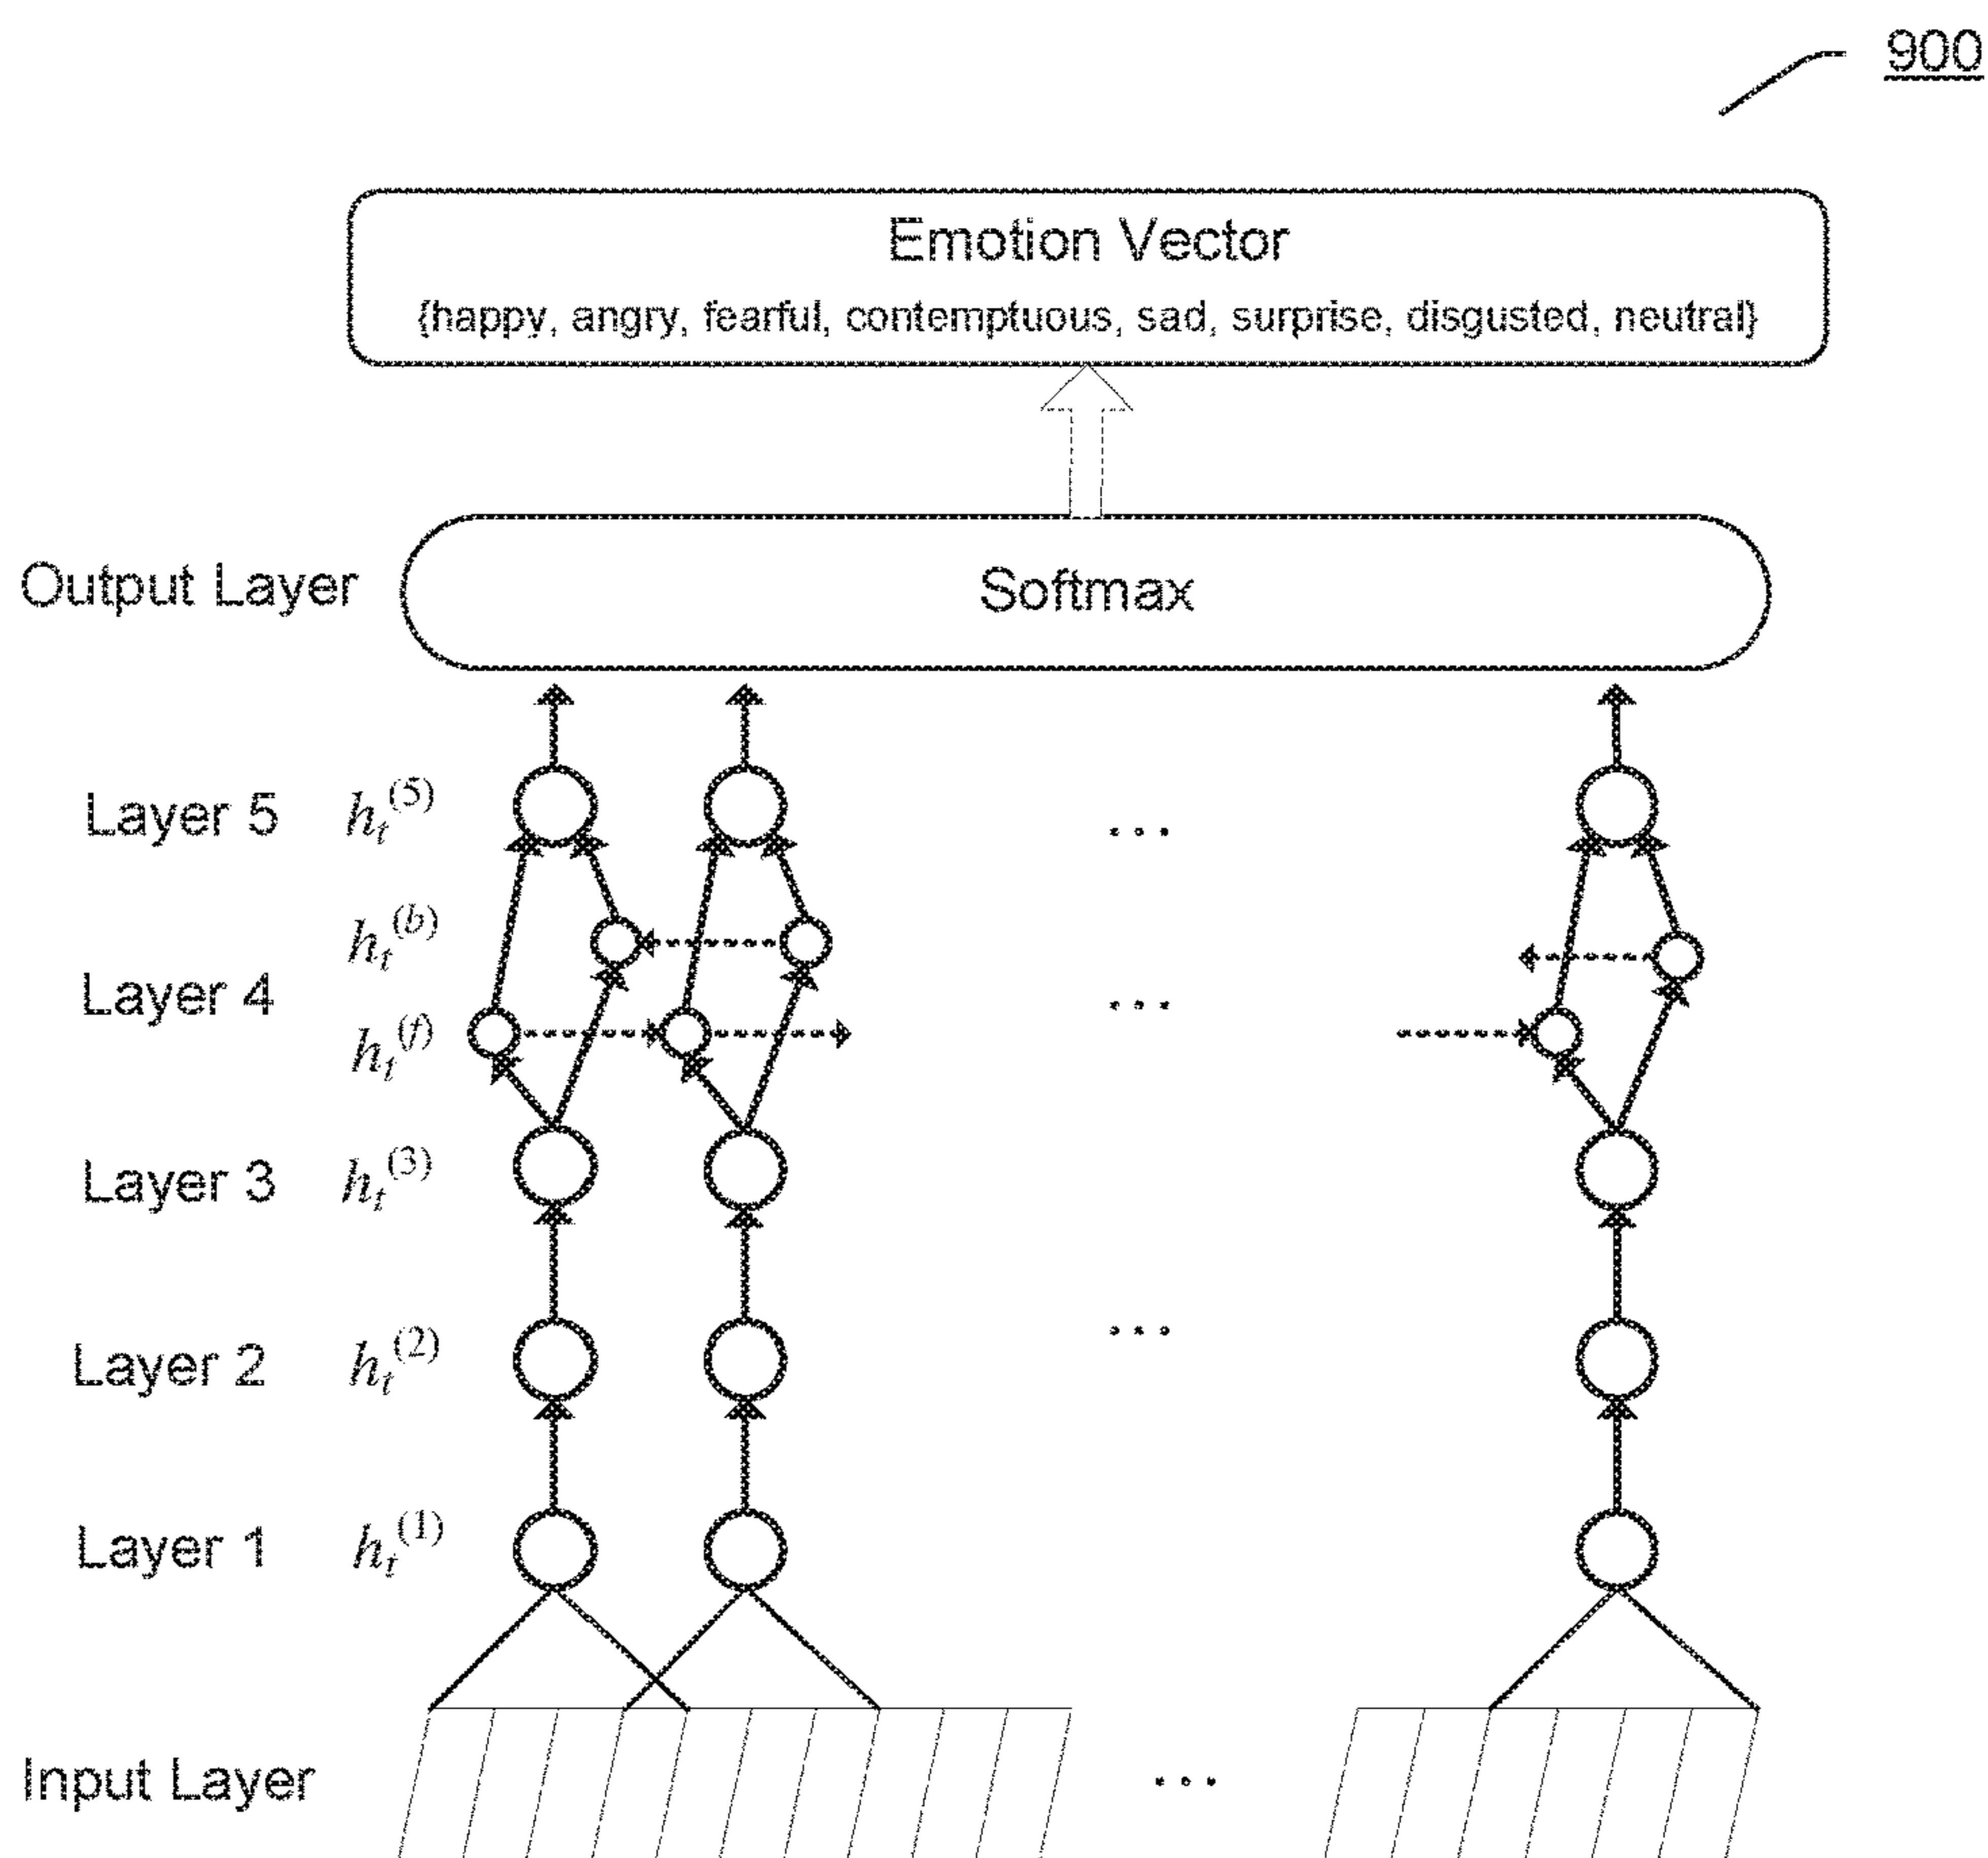 900
Emotion Vector
{happy, angry, fearful, contemptuous, sad, surprise, disgusted, neutral}
Output Layer
Softmax
Layer 5 h_t^(5)
...
h_t^(b)
Layer 4
...
h_t^(f)
Layer 3 h_t^(3)
Layer 2 h_t^(2)
...
Layer 1 h_t^(1)
Input Layer
...